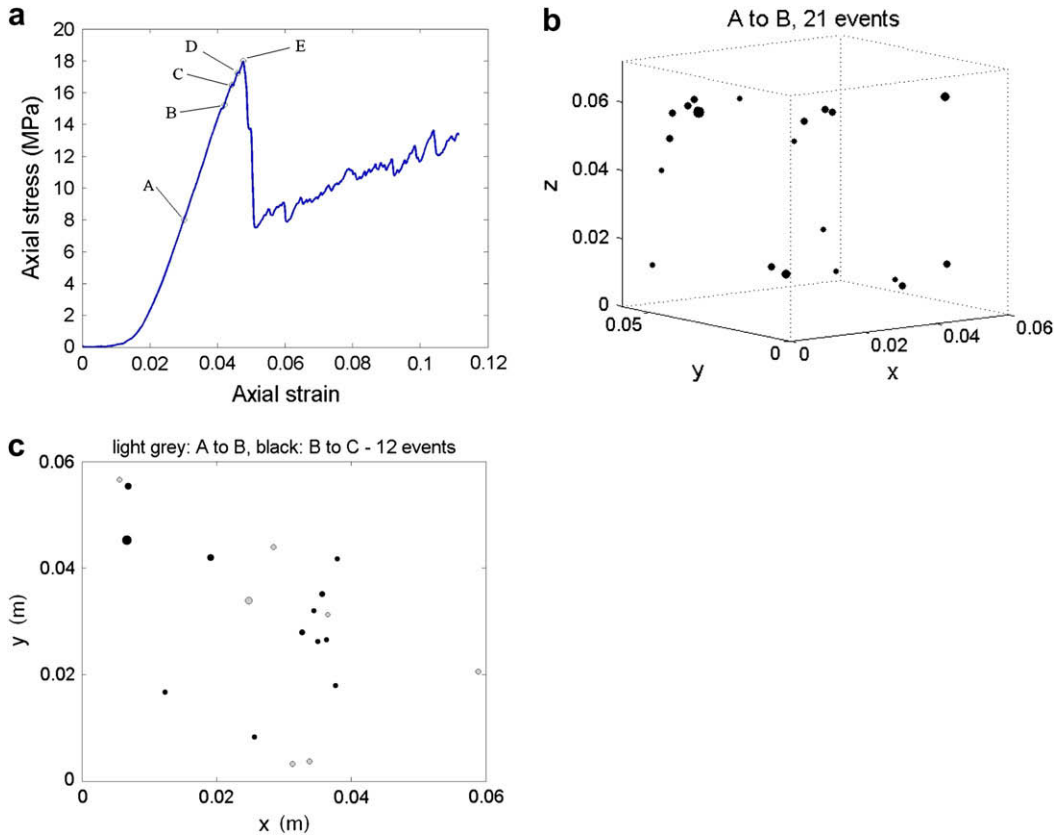 a
20
18
16
14
12
10
8
6
4
2
0
Axial stress (MPa)
A
B
C
D
E
0
0.02
0.04
0.06
0.08
0.1
0.12
Axial strain
b
A to B, 21 events
0.06
0.04
0.02
0
z
0.05
0
y
0
0.02
0.04
0.06
x
c
light grey: A to B, black: B to C - 12 events
0.06
0.04
0.02
0
y (m)
0
0.02
0.04
0.06
x (m)